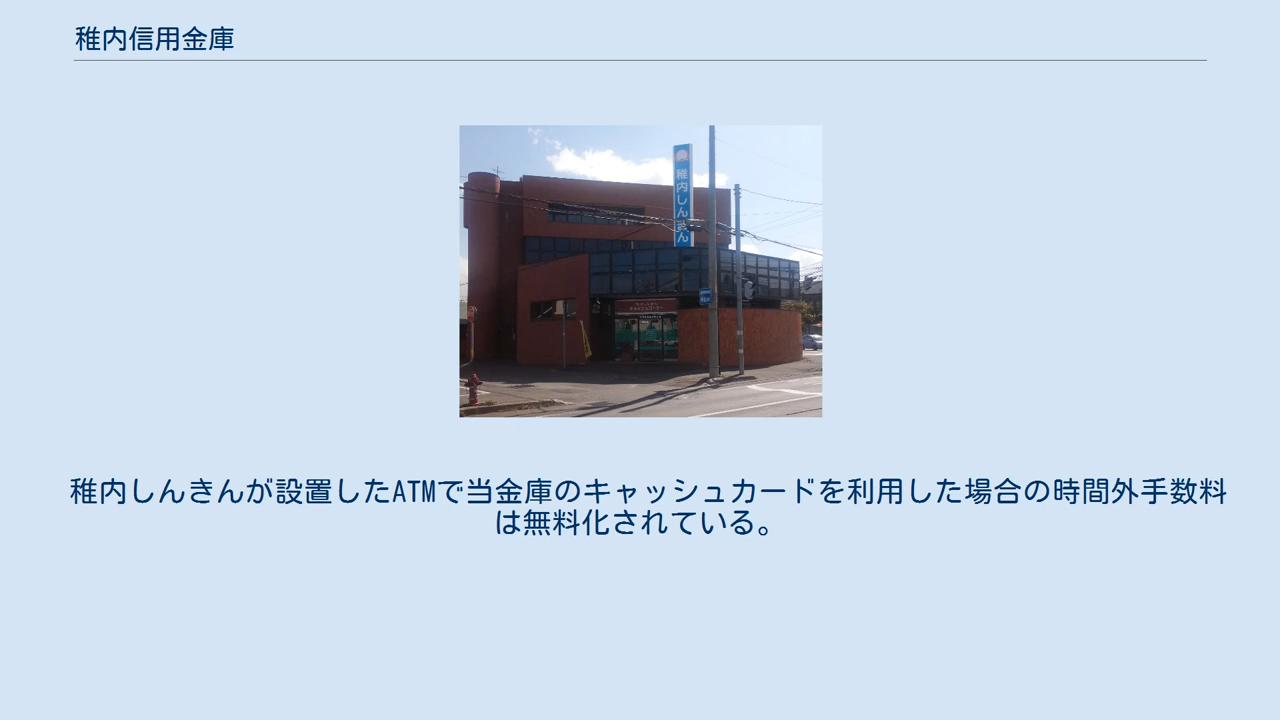 稚内信用金庫
稚内しんきん
稚内しんきんが設置したATMで当金庫のキャッシュカードを利用した場合の時間外手数料
は無料化されている。